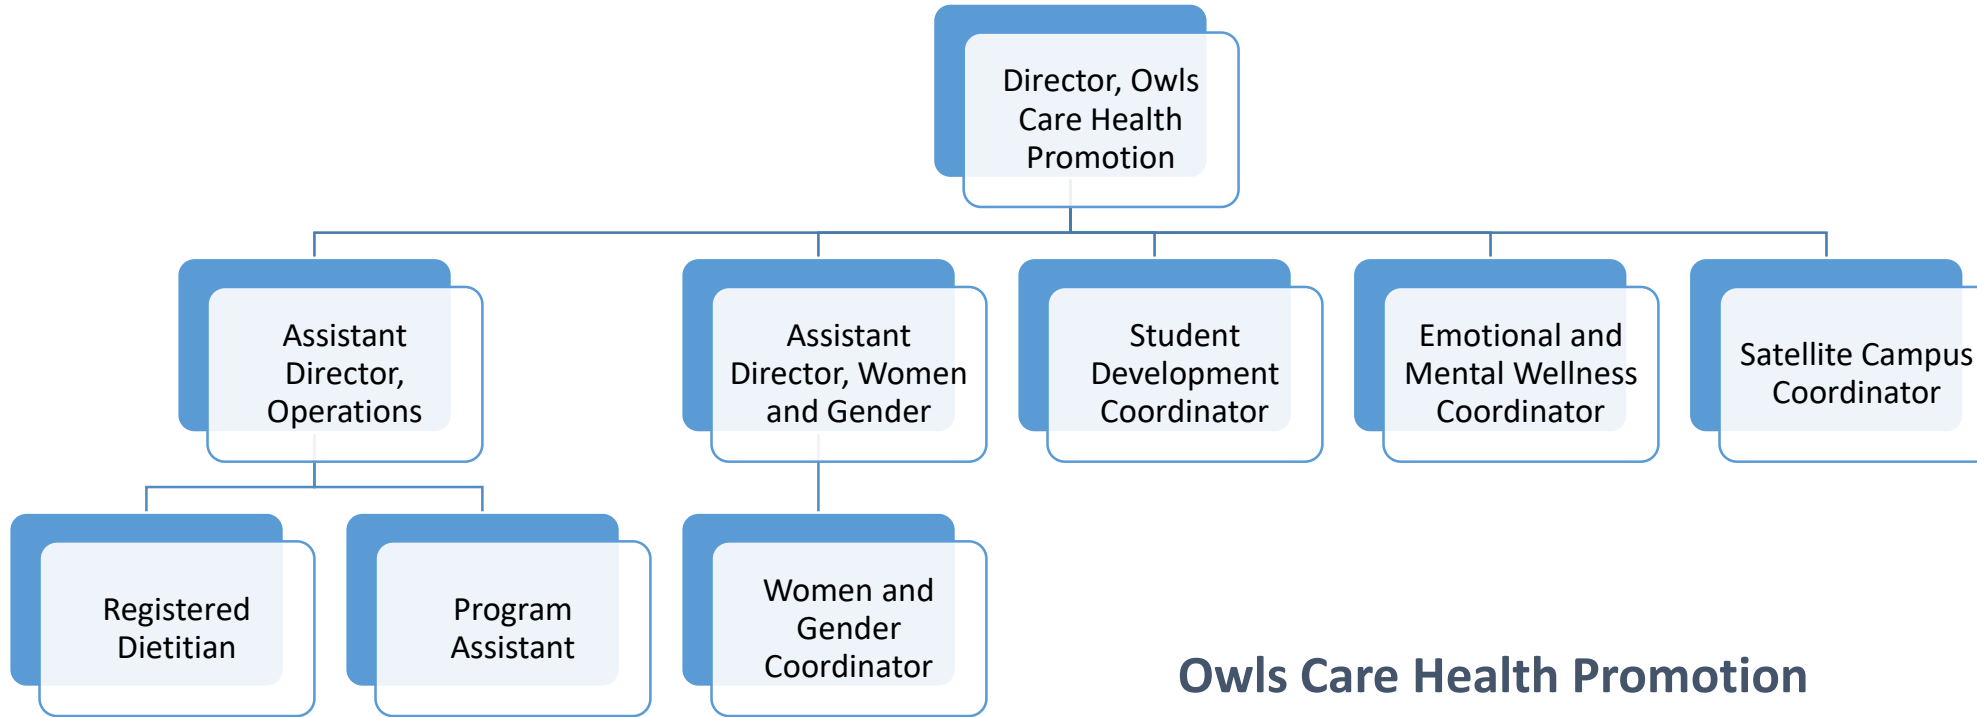 Director, Owls
Care Health
Promotion
Assistant
Director,
Operations
Assistant
Director, Women
and Gender
Student
Development
Coordinator
Emotional and
Mental Wellness
Coordinator
Satellite Campus
Coordinator
Registered
Dietitian
Program
Assistant
Women and
Gender
Coordinator
Owls Care Health Promotion